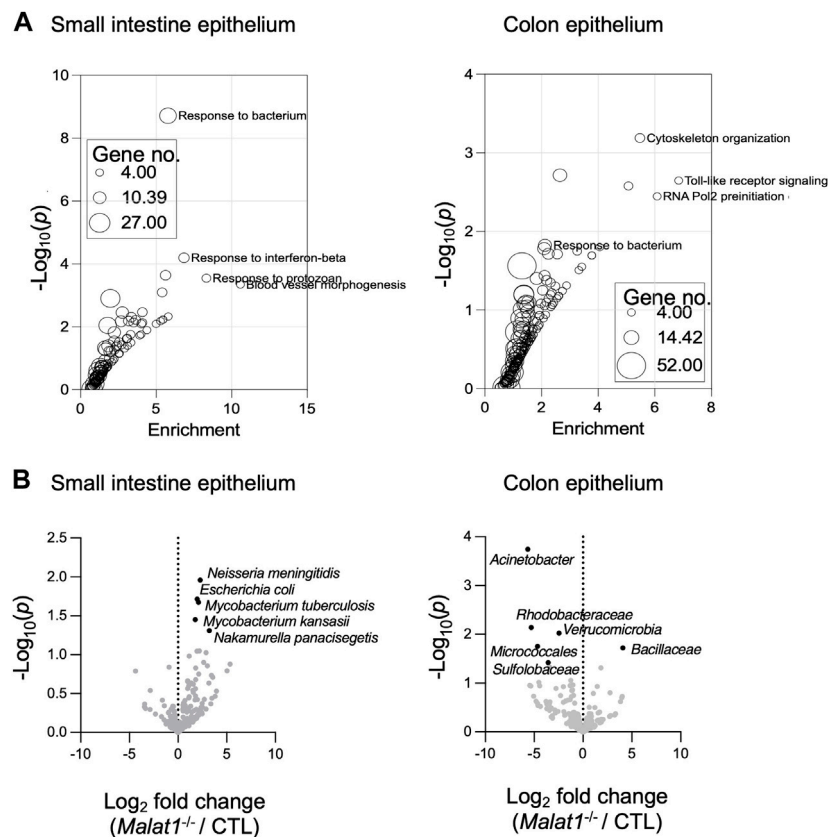 A
Small intestine epithelium
Colon epithelium
10
8
6
4
2
0
-Log10(p)
Response to bacterium
Gene no.
4.00
10.39
27.00
Response to interferon-beta
Response to protozoan
Blood vessel morphogenesis
0
5
10
15
Enrichment
4
3
2
1
0
-Log10(p)
Cytoskeleton organization
Toll-like receptor signaling
RNA Pol2 preinitiation
Response to bacterium
Gene no.
4.00
14.42
52.00
0
2
4
6
8
Enrichment
B
Small intestine epithelium
Colon epithelium
2.5
2.0
1.5
1.0
0.5
0.0
-Log10(p)
Neisseria meningitidis
Escherichia coli
Mycobacterium tuberculosis
Mycobacterium kansasii
Nakamurella panacisegetis
-10
-5
0
5
10
Log2 fold change
(Malat1-/- / CTL)
4
3
2
1
0
-Log10(p)
Acinetobacter
Rhodobacteraceae
Verrucomicrobia
Micrococcales
Bacillaceae
Sulfolobaceae
-10
-5
0
5
10
Log2 fold change
(Malat1-/- / CTL)